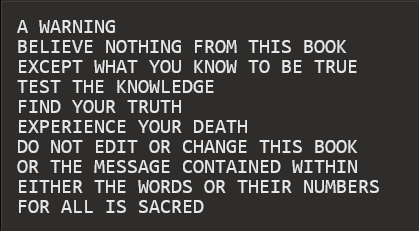 A WARNING
BELIEVE NOTHING FROM THIS BOOK
EXCEPT WHAT YOU KNOW TO BE TRUE
TEST THE KNOWLEDGE
FIND YOUR TRUTH
EXPERIENCE YOUR DEATH
DO NOT EDIT OR CHANGE THIS BOOK
OR THE MESSAGE CONTAINED WITHIN
EITHER THE WORDS OR THEIR NUMBERS
FOR ALL IS SACRED